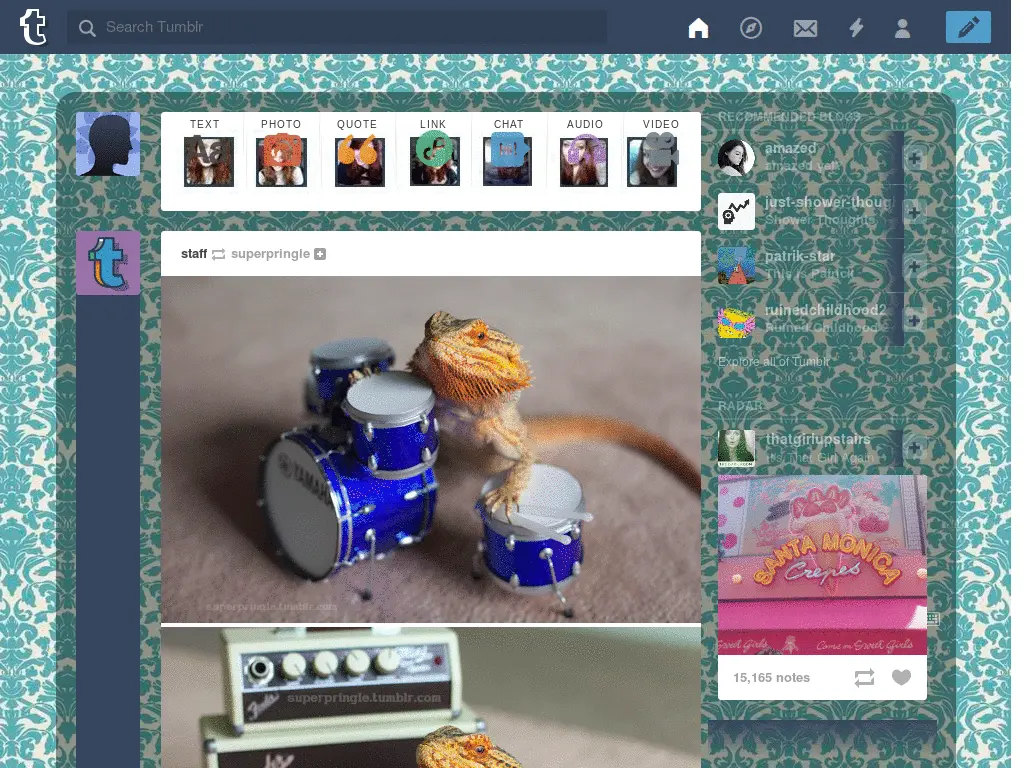 Search Tumblr
TEXT
PHOTO
QUOTE
LINK
CHAT
AUDIO
VIDEO
RECOMMENDED BLOGS
amazed
just-shower-thoug
Shower Thoughts
patrik-star
This is Patrick
ruinedchildhood2
Ruined Childhood
Explore all of Tumblr
staff superpringle
YAMAHA
superpringle.tumblr.com
superpringle.tumblr.com
Fender
RADAR
thatgirlupstairs
It's That Girl Again
SANTA MONICA
Crepes
Sweet Girls
Come on Sweet Girls
15,165 notes